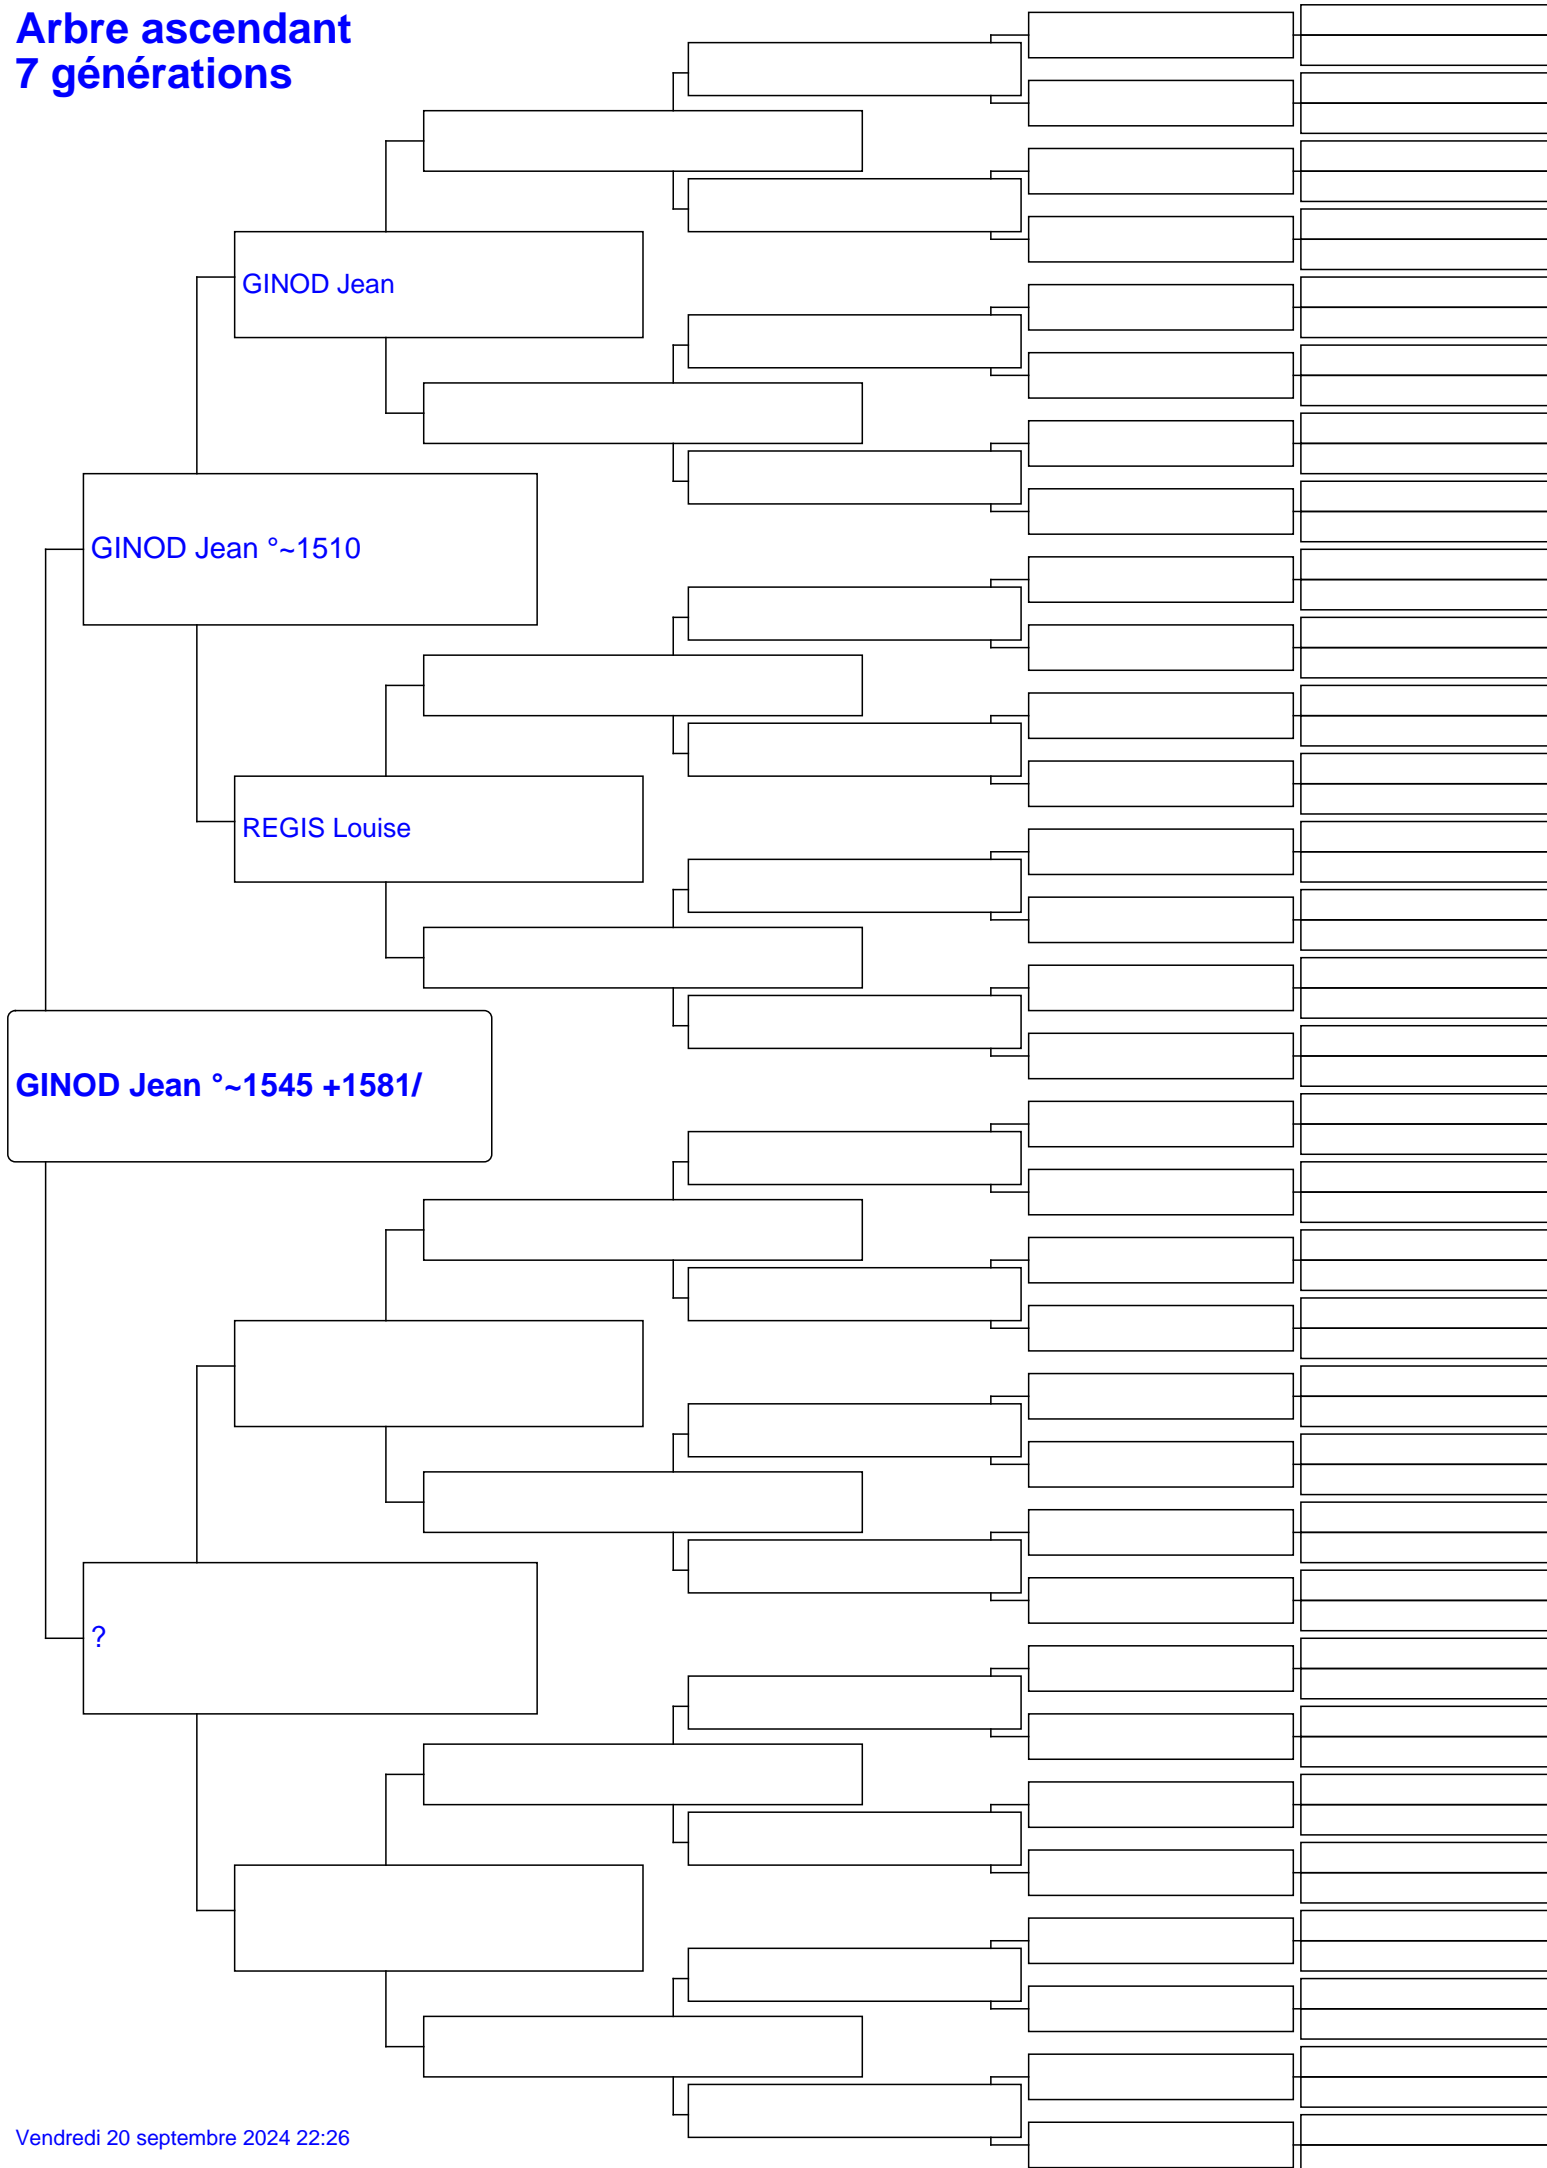 Arbre ascendant
7 générations
GINOD Jean
GINOD Jean °~1510
REGIS Louise
GINOD Jean °~1545 +1581/
?
Vendredi 20 septembre 2024 22:26